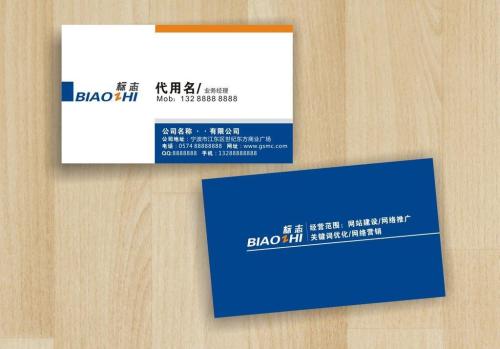 标志
BIAOZHI
代用名/业务经理
Mob: 132 8888 8888
公司名称··有限公司
公司地址:宁波市江东区世纪东方商业广场
电话:0574 88888888 网址:www.gsmc.com
QQ:8888888 手机:13288888888
标志
BIAOZHI
经营范围:网站建设/网络推广
关键词优化/网络营销